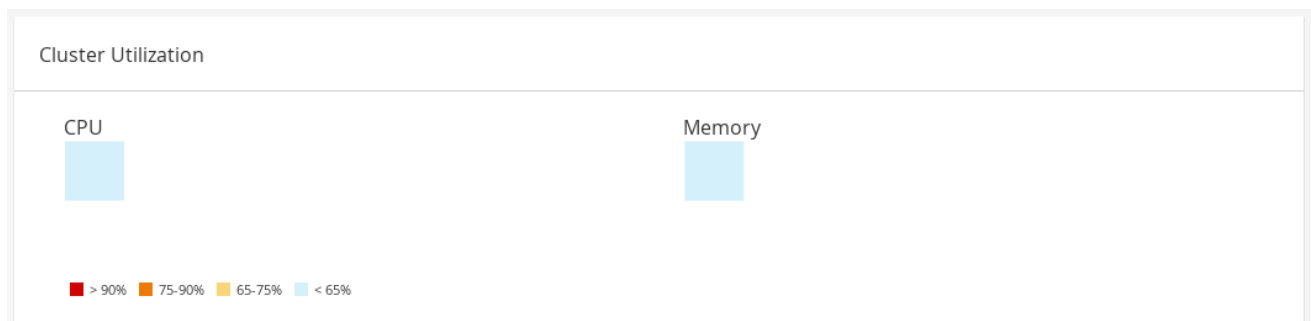 Cluster Utilization
CPU
Memory
> 90% 75-90% 65-75% < 65%